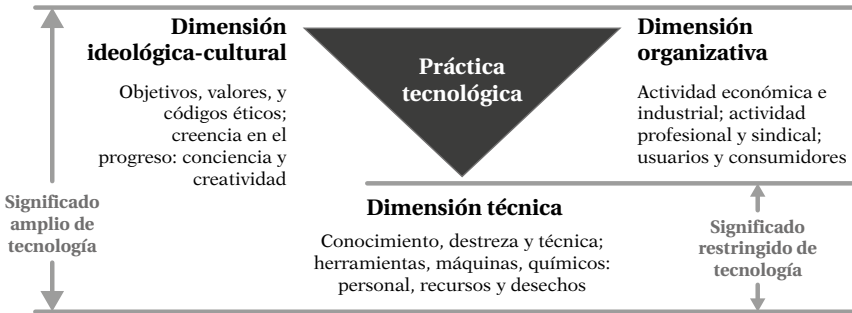 Dimensión
ideológica-cultural
Objetivos, valores, y
códigos éticos;
creencia en el
progreso: conciencia y
creatividad
Práctica
tecnológica
Dimensión
organizativa
Actividad económica e
industrial; actividad
profesional y sindical;
usuarios y consumidores
Significado
amplio de
tecnología
Dimensión técnica
Conocimiento, destreza y técnica;
herramientas, máquinas, químicos:
personal, recursos y desechos
Significado
restringido de
tecnología